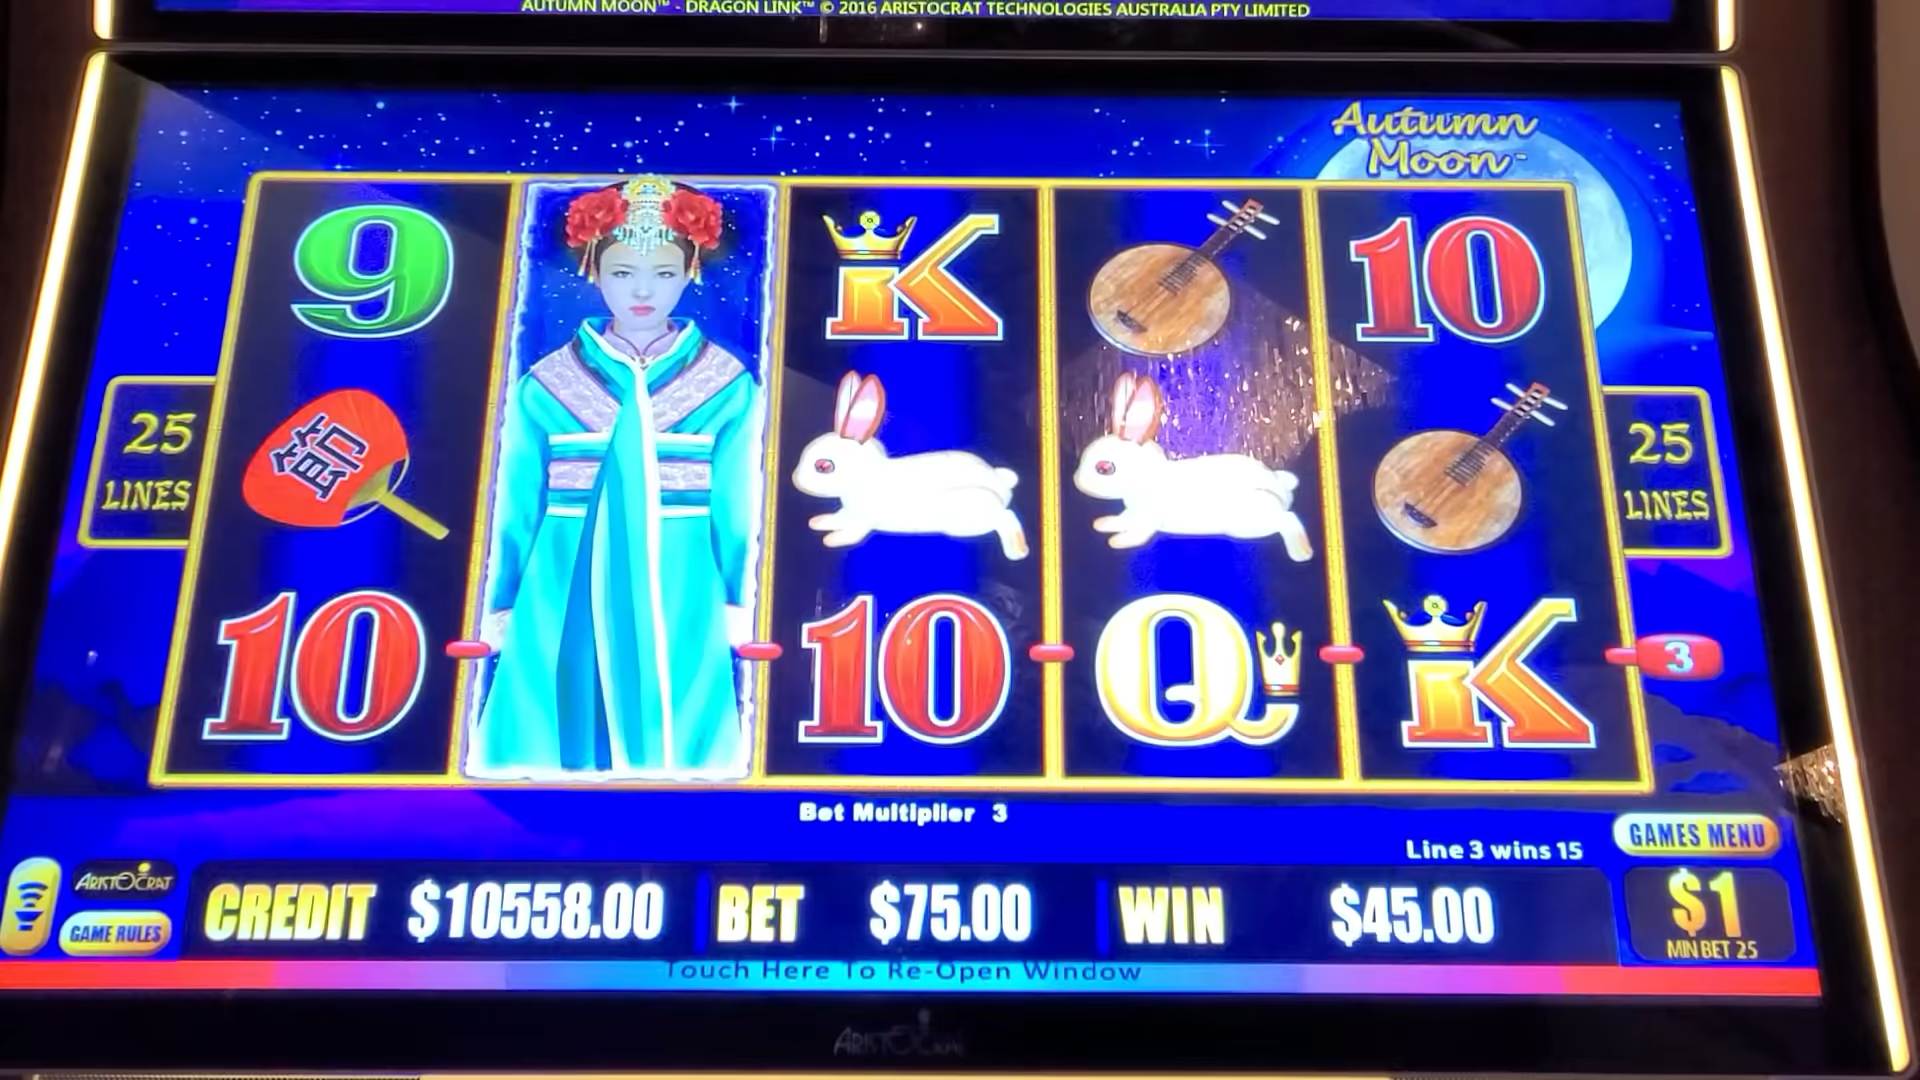 AUTUMN MOON™ - DRAGON LINK™ © 2016 ARISTOCRAT TECHNOLOGIES AUSTRALIA PTY LIMITED
Autumn
Moon™
9
K
10
25
LINES
25
LINES
10
10
Q
K
3
Bet Multiplier 3
Line 3 wins 15
GAMES MENU
ARISTOCRAT
GAME RULES
CREDIT $10558.00
BET $75.00
WIN $45.00
$1
MIN BET 25
Touch Here To Re-Open Window
ARISTOCRAT